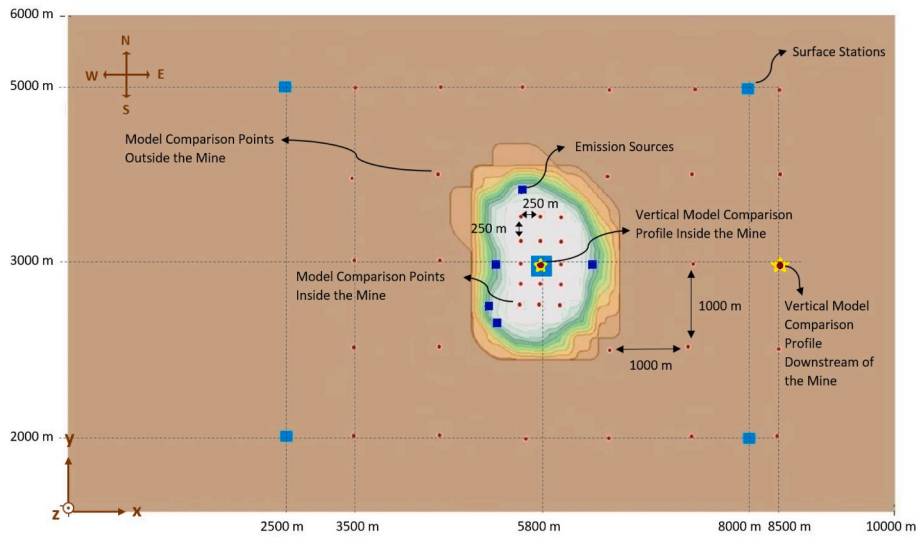 6000 m
N
W E
S
Surface Stations
5000 m
Model Comparison Points
Outside the Mine
Emission Sources
250 m
250 m
Vertical Model Comparison
Profile Inside the Mine
3000 m
Model Comparison Points
Inside the Mine
1000 m
1000 m
Vertical Model
Comparison
Profile
Downstream of
the Mine
2000 m
y
z
x
2500 m
3500 m
5800 m
8000 m
8500 m
10000 m